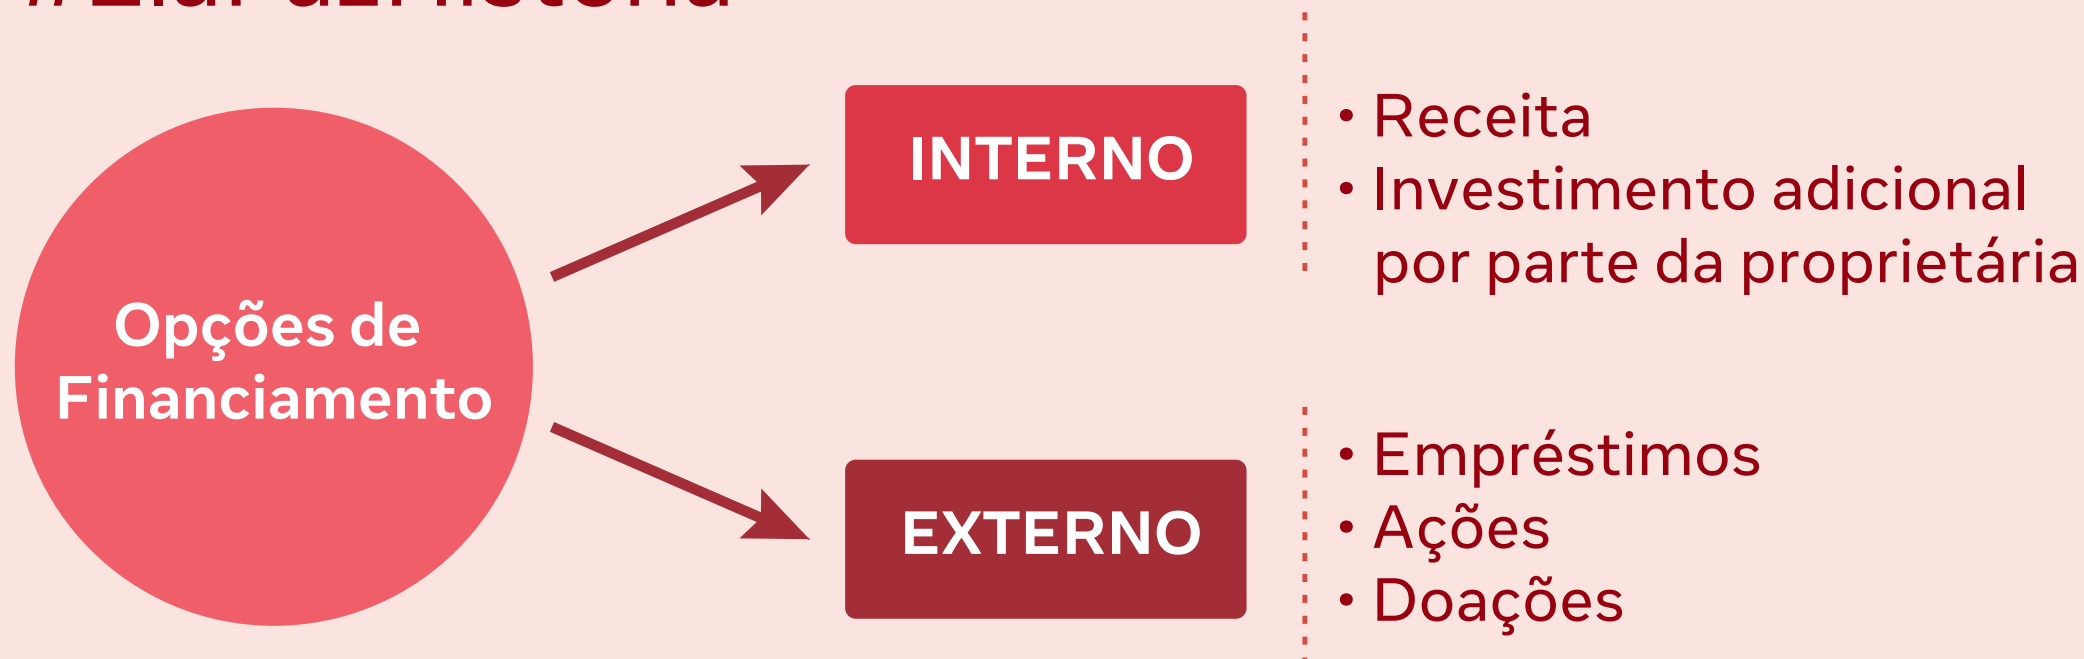 Opções de
Financiamento
INTERNO
• Receita
• Investimento adicional
por parte da proprietária
EXTERNO
• Empréstimos
• Ações
• Doações